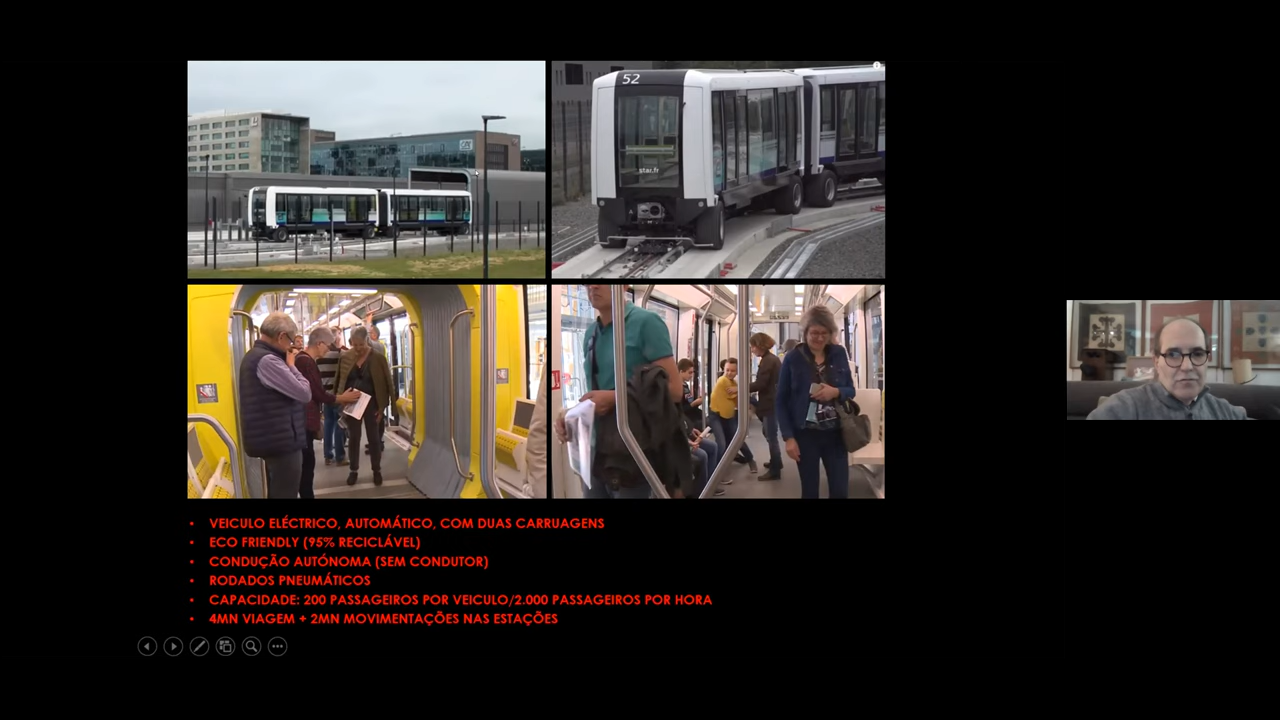 52
star.fr
• VEICULO ELÉCTRICO, AUTOMÁTICO, COM DUAS CARRUAGENS
• ECO FRIENDLY (95% RECICLÁVEL)
• CONDUÇÃO AUTÓNOMA (SEM CONDUTOR)
• RODADOS PNEUMÁTICOS
• CAPACIDADE: 200 PASSAGEIROS POR VEICULO/2.000 PASSAGEIROS POR HORA
• 4MN VIAGEM + 2MN MOVIMENTAÇÕES NAS ESTAÇÕES